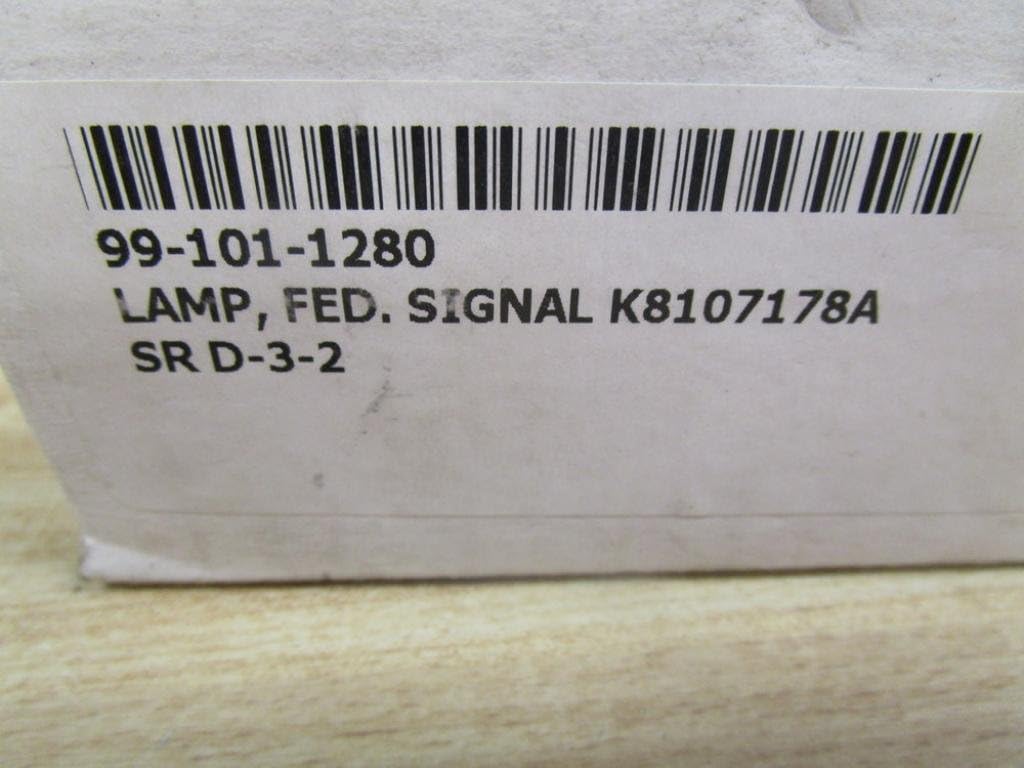 99-101-1280
LAMP, FED. SIGNAL K8107178A
SR D-3-2